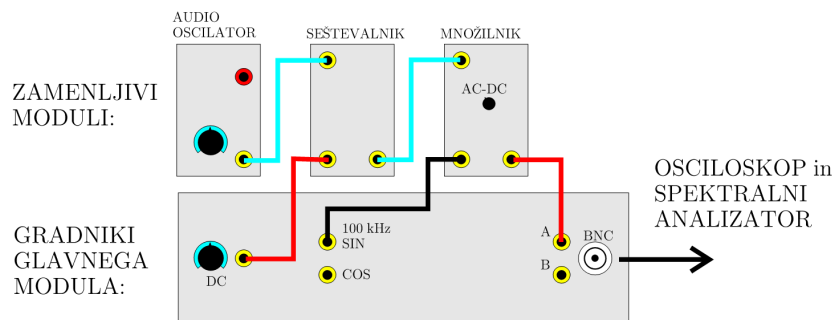 AUDIO
OSCILATOR
SEŠTEVALNIK
MNOŽILNIK
ZAMENLJIVI
MODULI:
AC-DC
OSCILOSKOP in
SPEKTRALNI
ANALIZATOR
GRADNIKI
GLAVNEGA
MODULA:
DC
100 kHz
SIN
COS
A
B
BNC